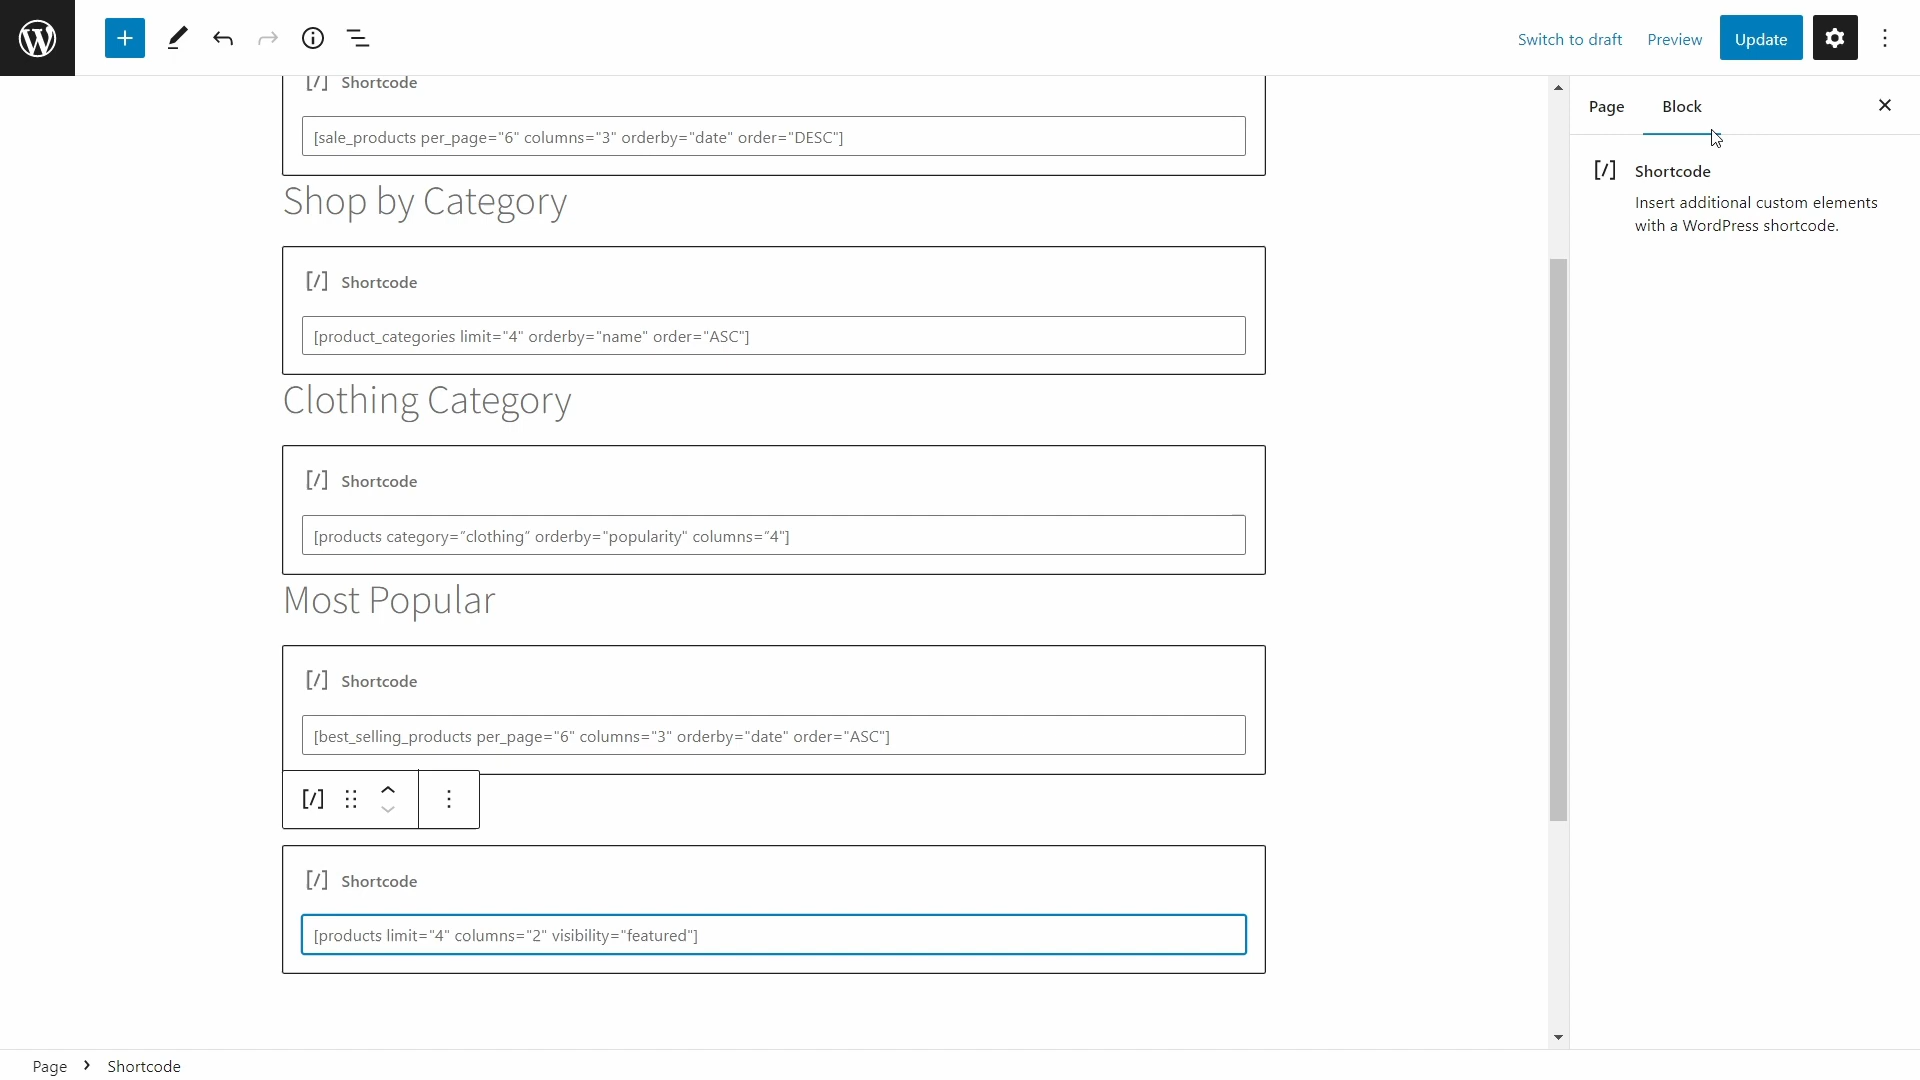 Switch to draft
Preview
Update
[/] Shortcode
[sale_products per_page="6" columns="3" orderby="date" order="DESC"]
Shop by Category
[/] Shortcode
[product_categories limit="4" orderby="name" order="ASC"]
Clothing Category
[/] Shortcode
[products category=”clothing” orderby="popularity" columns=“4"]
Most Popular
[/] Shortcode
[best_selling_products per_page="6" columns="3" orderby="date" order="ASC"]
[/]
[/] Shortcode
[products limit="4" columns="2" visibility="featured"]
Page
Block
[/] Shortcode
Insert additional custom elements
with a WordPress shortcode.
Page > Shortcode